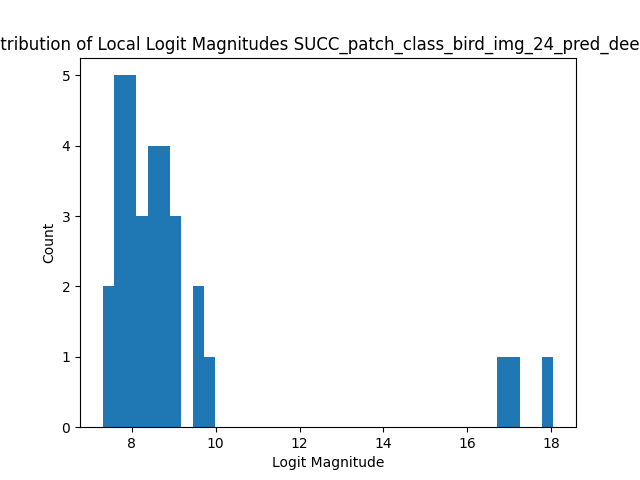 tribution of Local Logit Magnitudes SUCC_patch_class_bird_img_24_pred_dee
5
4
3
2
1
0
Count
8 10 12 14 16 18
Logit Magnitude